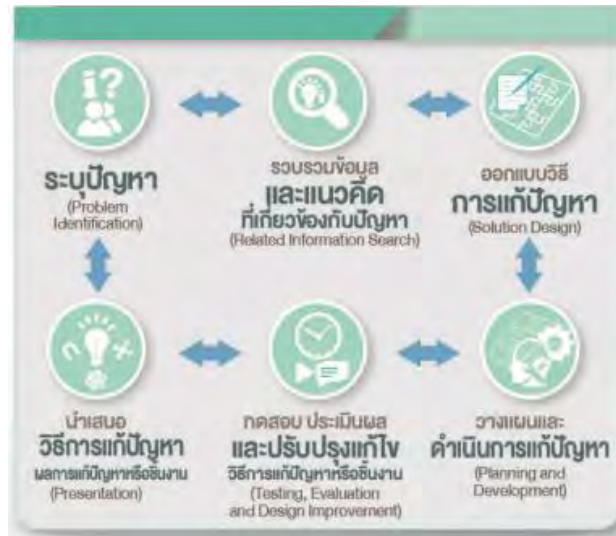 i?
ระบุปัญหา
(Problem
Identification)
รวบรวมข้อมูล
และแนวคิด
ที่เกี่ยวข้องกับปัญหา
(Related Information Search)
ออกแบบวิธี
การแก้ปัญหา
(Solution Design)
นำเสนอ
วิธีการแก้ปัญหา
ผลการแก้ปัญหาหรือชิ้นงาน
(Presentation)
ทดสอบ ประเมินผล
และปรับปรุงแก้ไข
วิธีการแก้ปัญหาหรือชิ้นงาน
(Testing, Evaluation
and Design Improvement)
วางแผนและ
ดำเนินการแก้ปัญหา
(Planning and
Development)